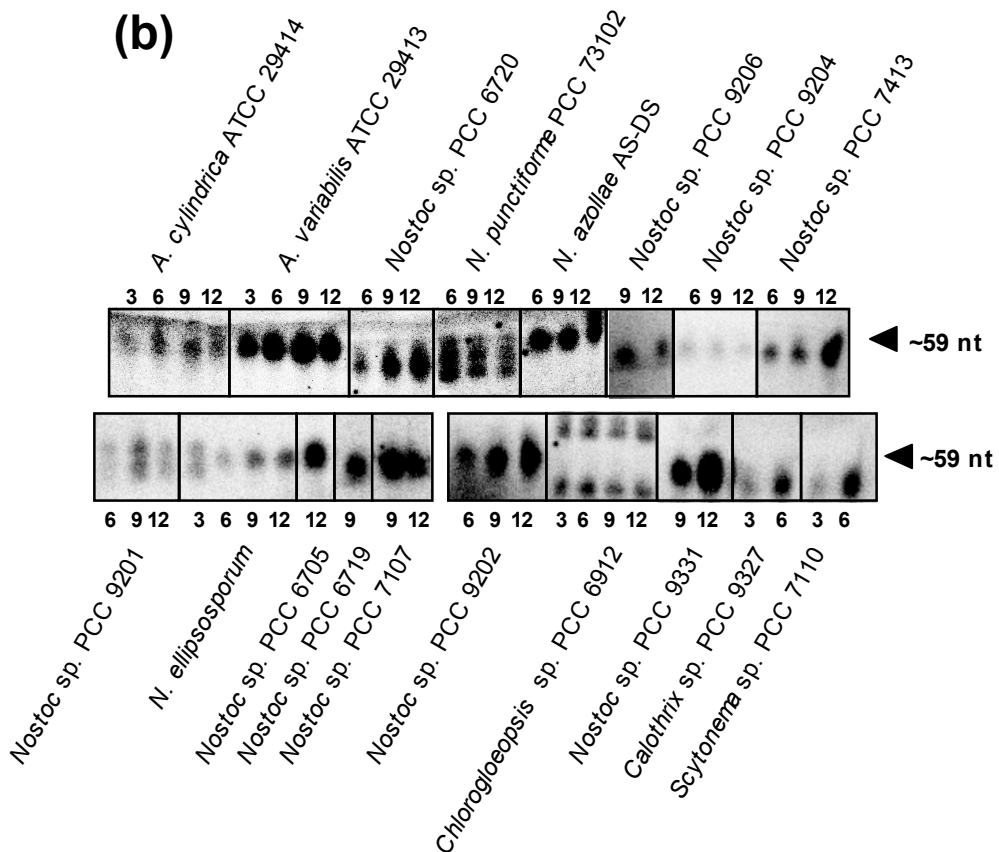 (b)
A. cylindrica ATCC 29414
A. variabilis ATCC 29413
Nostoc sp. PCC 6720
N. punctiforme PCC 73102
N. azollae AS-DS
Nostoc sp. PCC 9206
Nostoc sp. PCC 9204
Nostoc sp. PCC 7413
3 6 9 12 3 6 9 12 6 9 12 6 9 12 6 9 12 9 12 6 9 12 6 9 12
~59 nt
~59 nt
6 9 12 3 6 9 12 12 9 9 12 6 9 12 3 6 9 12 9 12 3 6 3 6
Nostoc sp. PCC 9201
N. ellipsosporum
Nostoc sp. PCC 6705
Nostoc sp. PCC 6719
Nostoc sp. PCC 7107
Nostoc sp. PCC 9202
Chlorogloeopsis sp. PCC 6912
Nostoc sp. PCC 9331
Calothrix sp. PCC 9327
Scytonema sp. PCC 7110